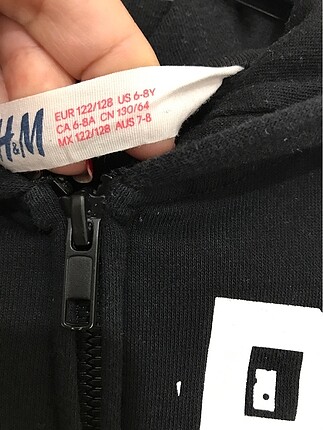 H&M
EUR 122/128 US 6-8Y
CA 6-8A CN 130/64
MX 122/128 AUS 7-8